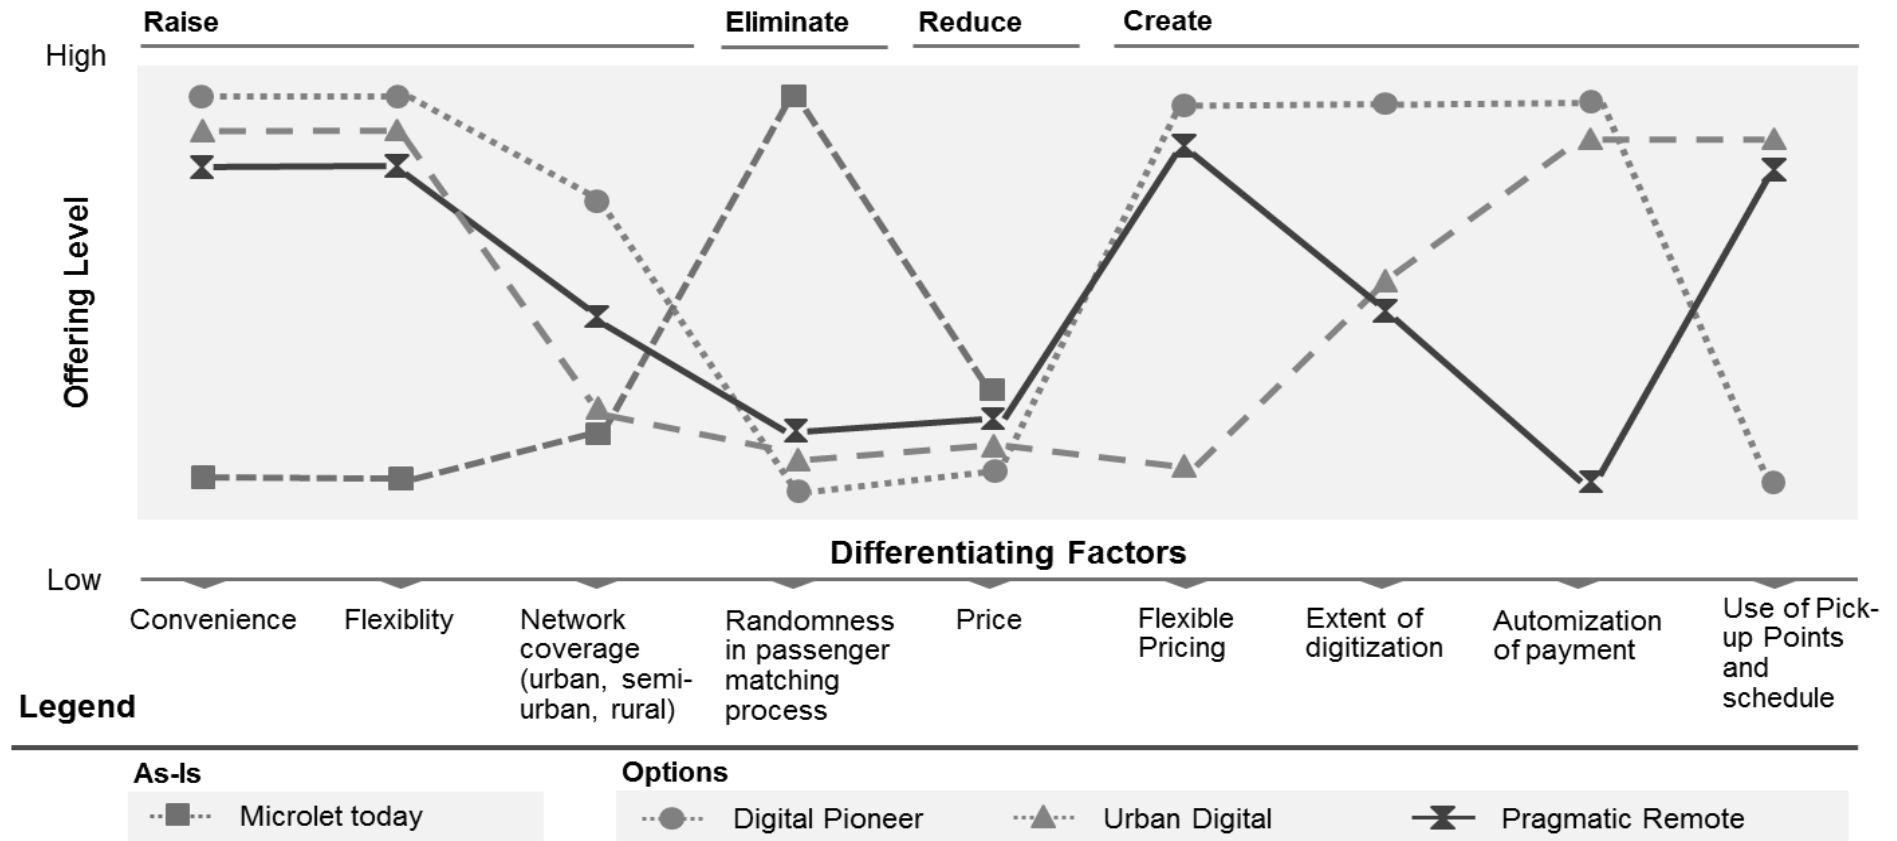 Raise
Eliminate
Reduce
Create
High
Offering Level
Differentiating Factors
Low
Convenience
Flexiblity
Network
coverage
(urban, semi-
urban, rural)
Randomness
in passenger
matching
process
Price
Flexible
Pricing
Extent of
digitization
Automization
of payment
Use of Pick-
up Points
and
schedule
Legend
As-Is
Options
Microlet today
Digital Pioneer
Urban Digital
Pragmatic Remote